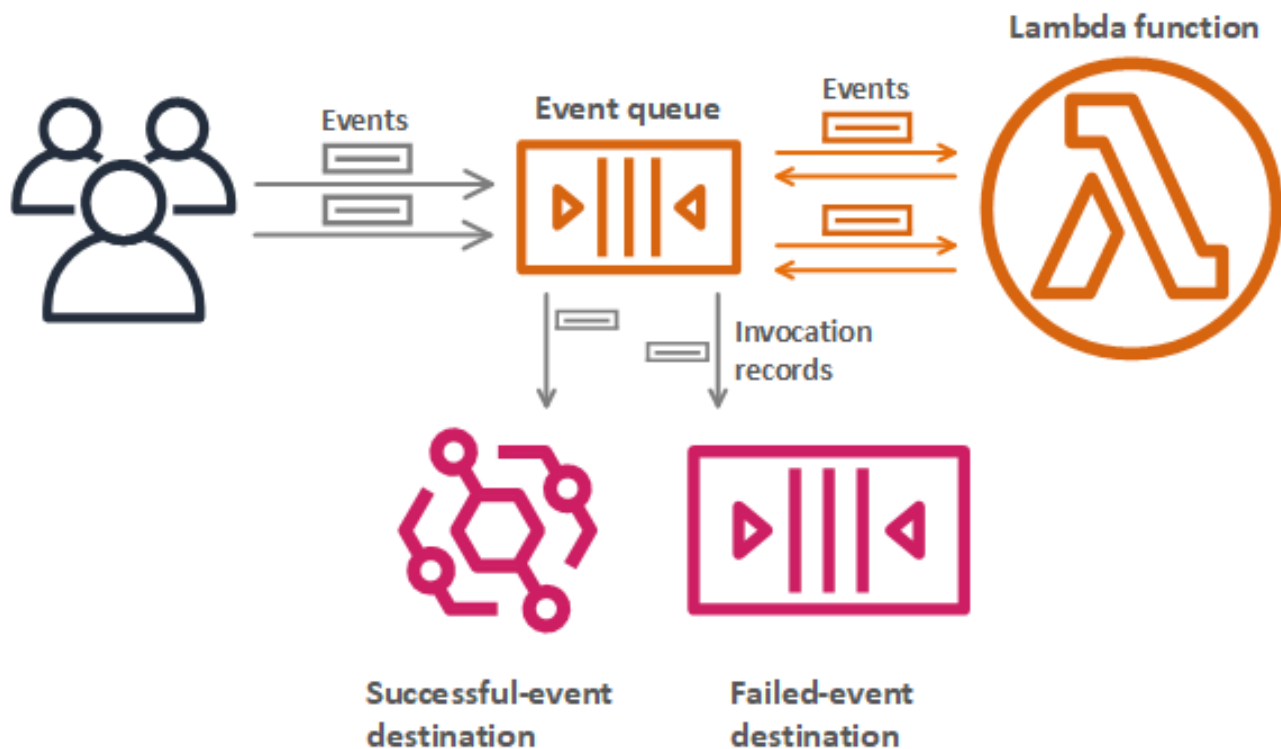 Lambda function
Events
Event queue
Events
Invocation
records
Successful-event
destination
Failed-event
destination